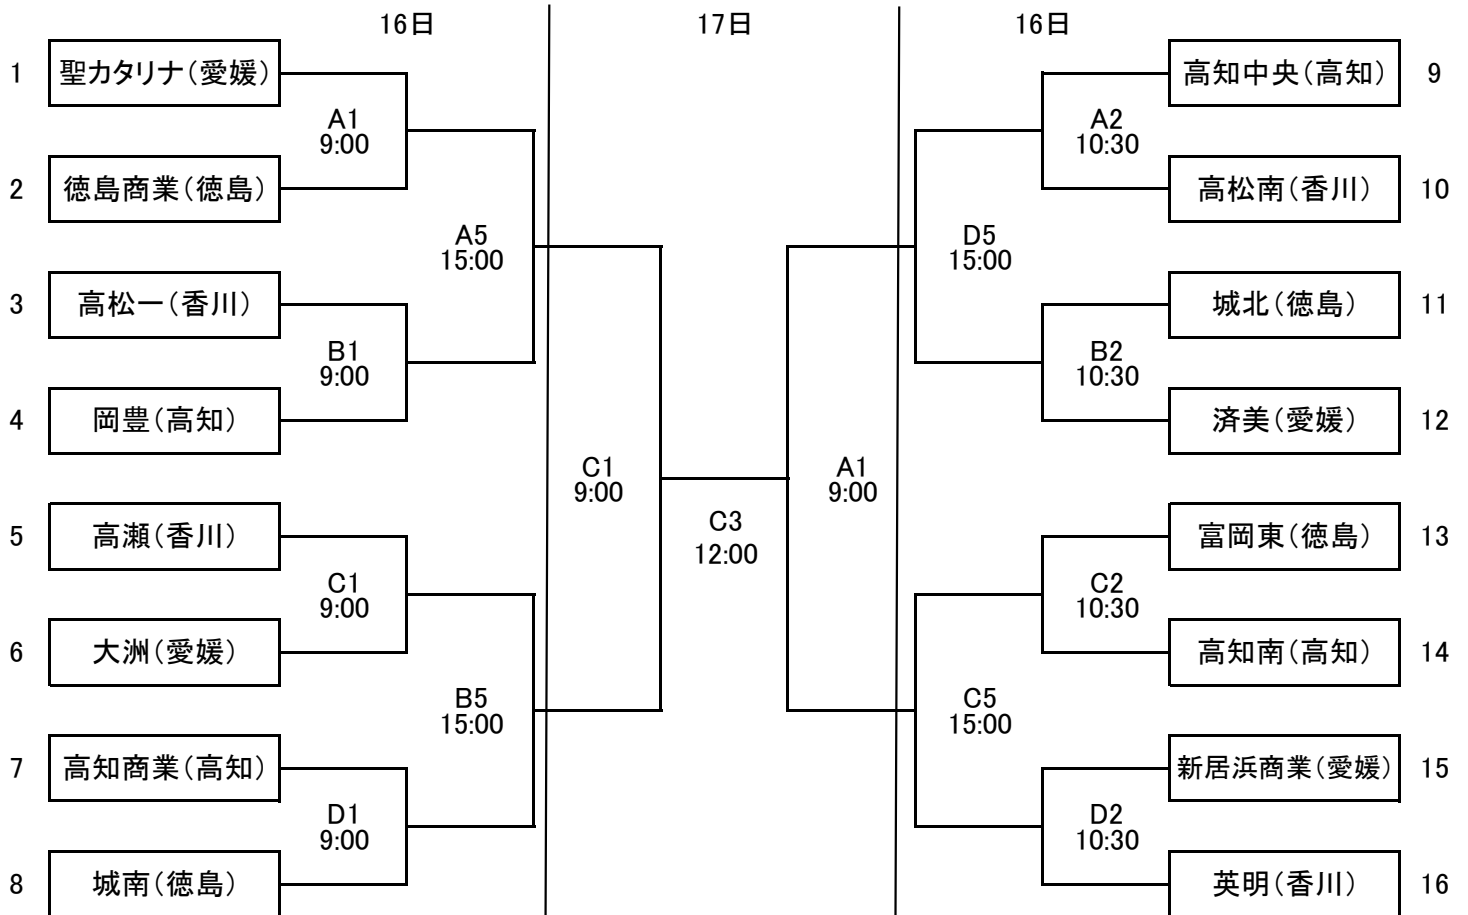 16日
17日
16日
1
聖カタリナ(愛媛)
A1
9:00
2
徳島商業(徳島)
A5
15:00
3
高松一(香川)
B1
9:00
4
岡豊(高知)
5
高瀬(香川)
C1
9:00
6
大洲(愛媛)
B5
15:00
7
高知商業(高知)
D1
9:00
8
城南(徳島)
C1
9:00
C3
12:00
A1
9:00
高知中央(高知)
9
A2
10:30
高松南(香川)
10
D5
15:00
城北(徳島)
11
B2
10:30
済美(愛媛)
12
富岡東(徳島)
13
C2
10:30
高知南(高知)
14
C5
15:00
新居浜商業(愛媛)
15
D2
10:30
英明(香川)
16